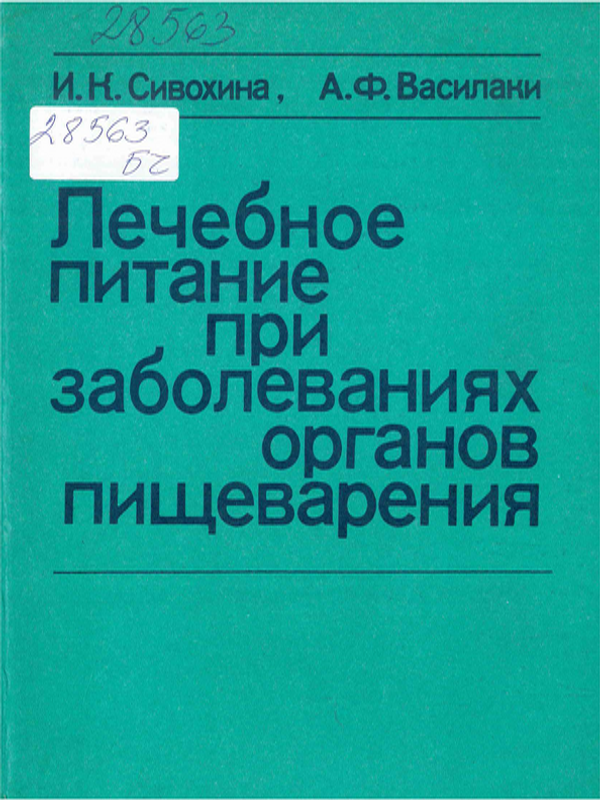 28563
И.К. Сивохина, А.Ф. Василаки
28563
БС
Лечебное
питание
при
заболеваниях
органов
пищеварения